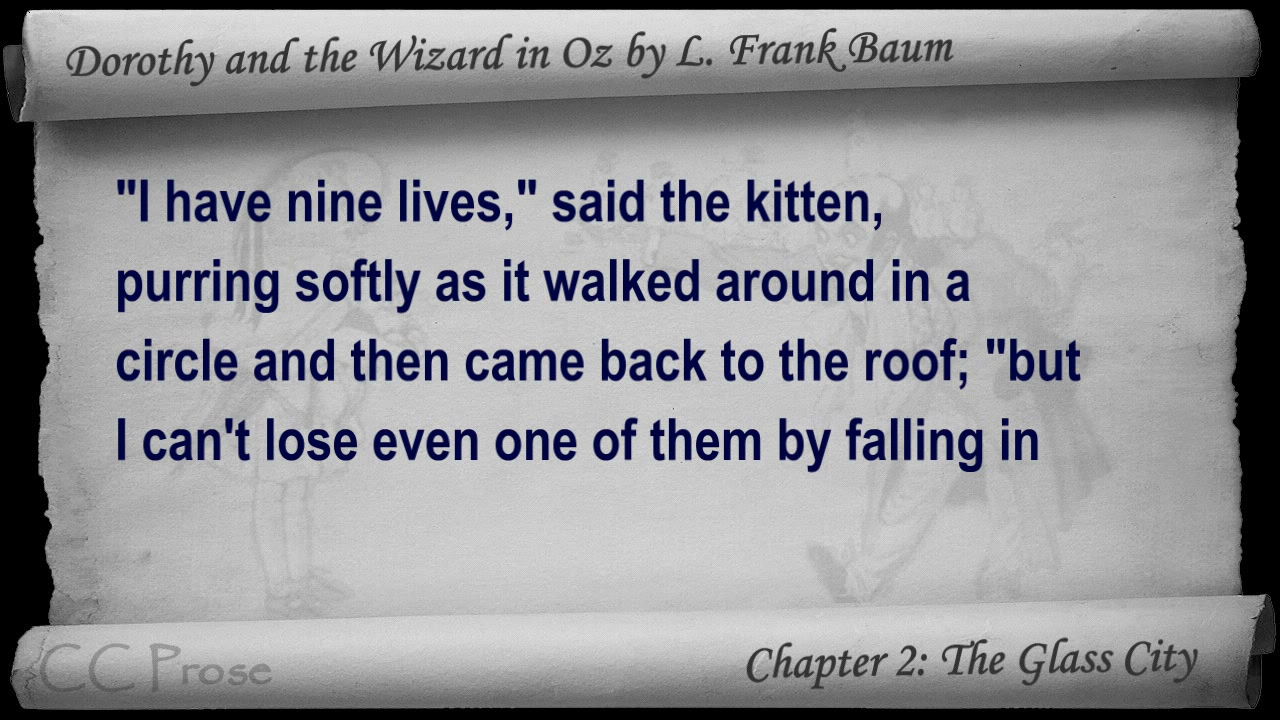 Dorothy and the Wizard in Oz by L. Frank Baum
"I have nine lives," said the kitten,
purring softly as it walked around in a
circle and then came back to the roof; "but
I can't lose even one of them by falling in
CC Prose
Chapter 2: The Glass City